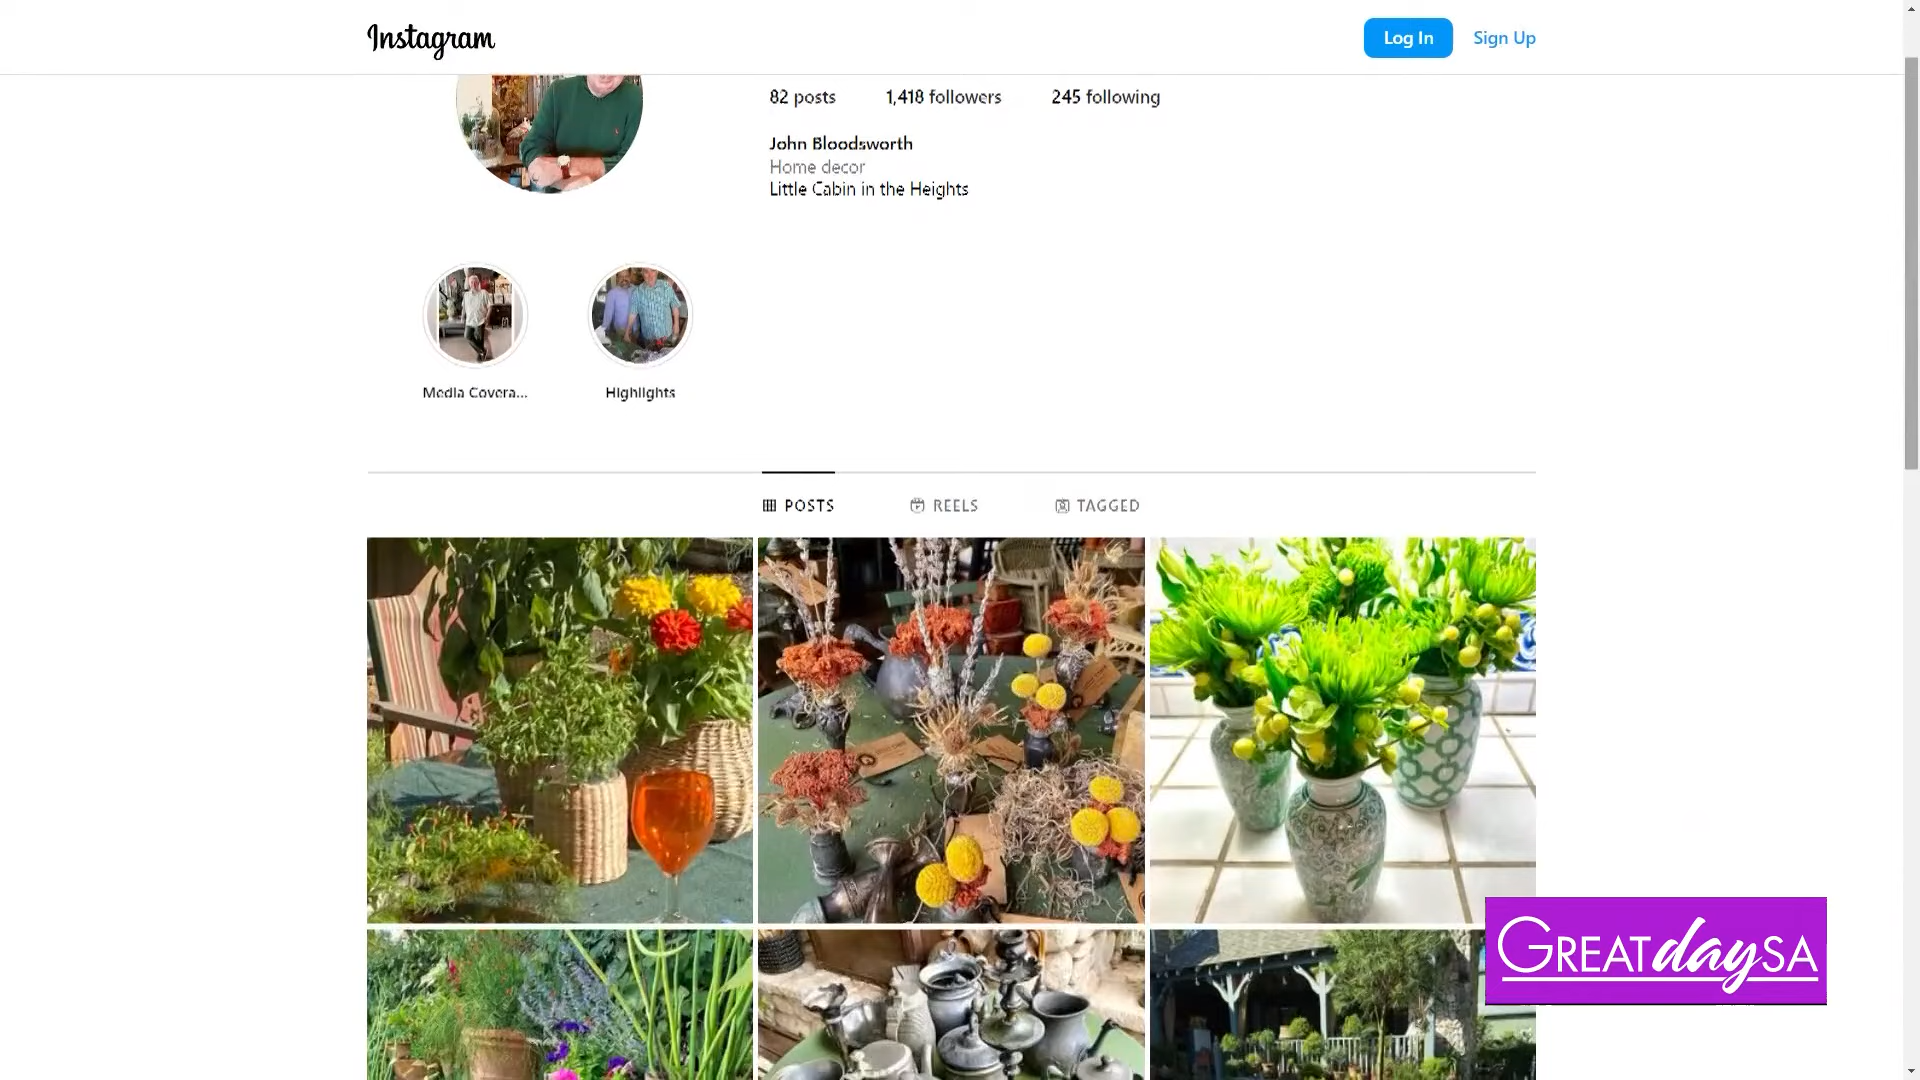 Instagram
Log In
Sign Up
82 posts
1,418 followers
245 following
John Bloodsworth
Home decor
Little Cabin in the Heights
Media Covera...
Highlights
POSTS
REELS
TAGGED
GREATdaySA